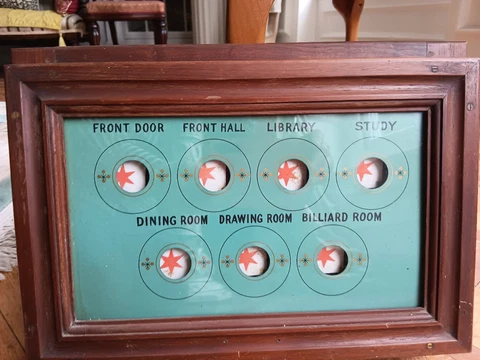 FRONT DOOR FRONT HALL LIBRARY STUDY
DINING ROOM DRAWING ROOM BILLIARD ROOM